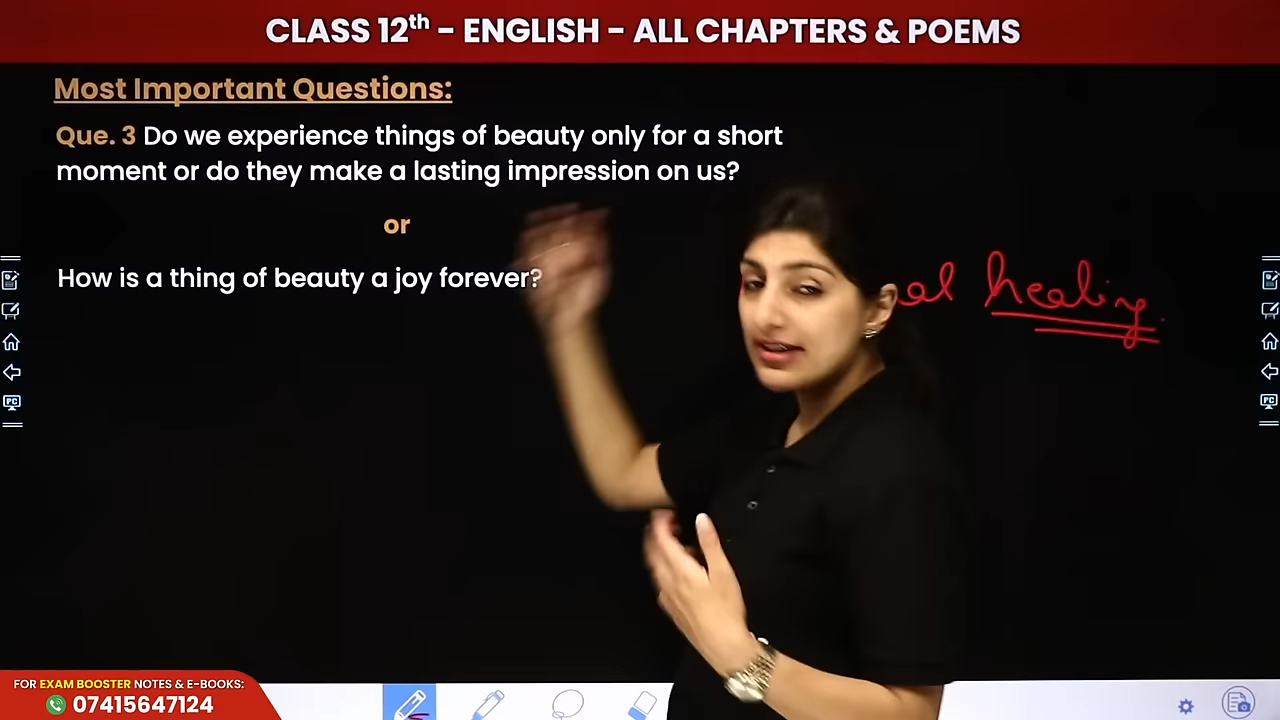 CLASS 12th - ENGLISH - ALL CHAPTERS & POEMS
Most Important Questions:
Que. 3 Do we experience things of beauty only for a short
moment or do they make a lasting impression on us?
or
How is a thing of beauty a joy forever?
healing.
PC
PC
FOR EXAM BOOSTER NOTES & E-BOOKS:
07415647124